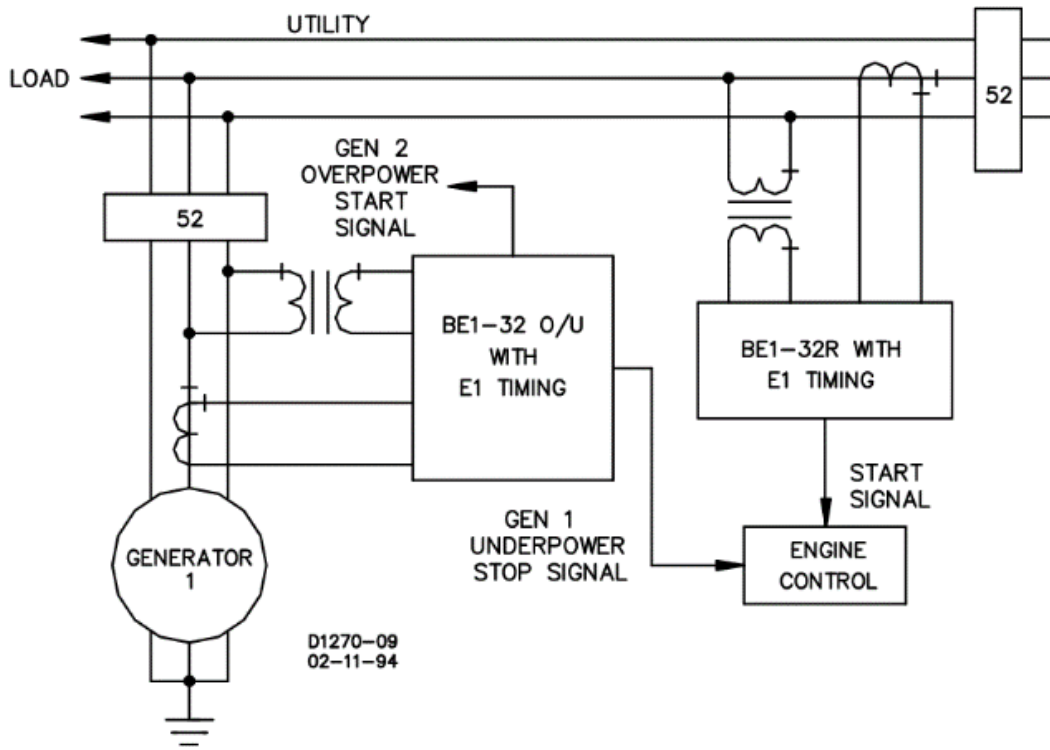 UTILITY
LOAD
52
GEN 2
OVERPOWER
START
SIGNAL
52
BE1-32 O/U
WITH
E1 TIMING
BE1-32R WITH
E1 TIMING
START
SIGNAL
GEN 1
UNDERPOWER
STOP SIGNAL
ENGINE
CONTROL
GENERATOR
1
D1270-09
02-11-94